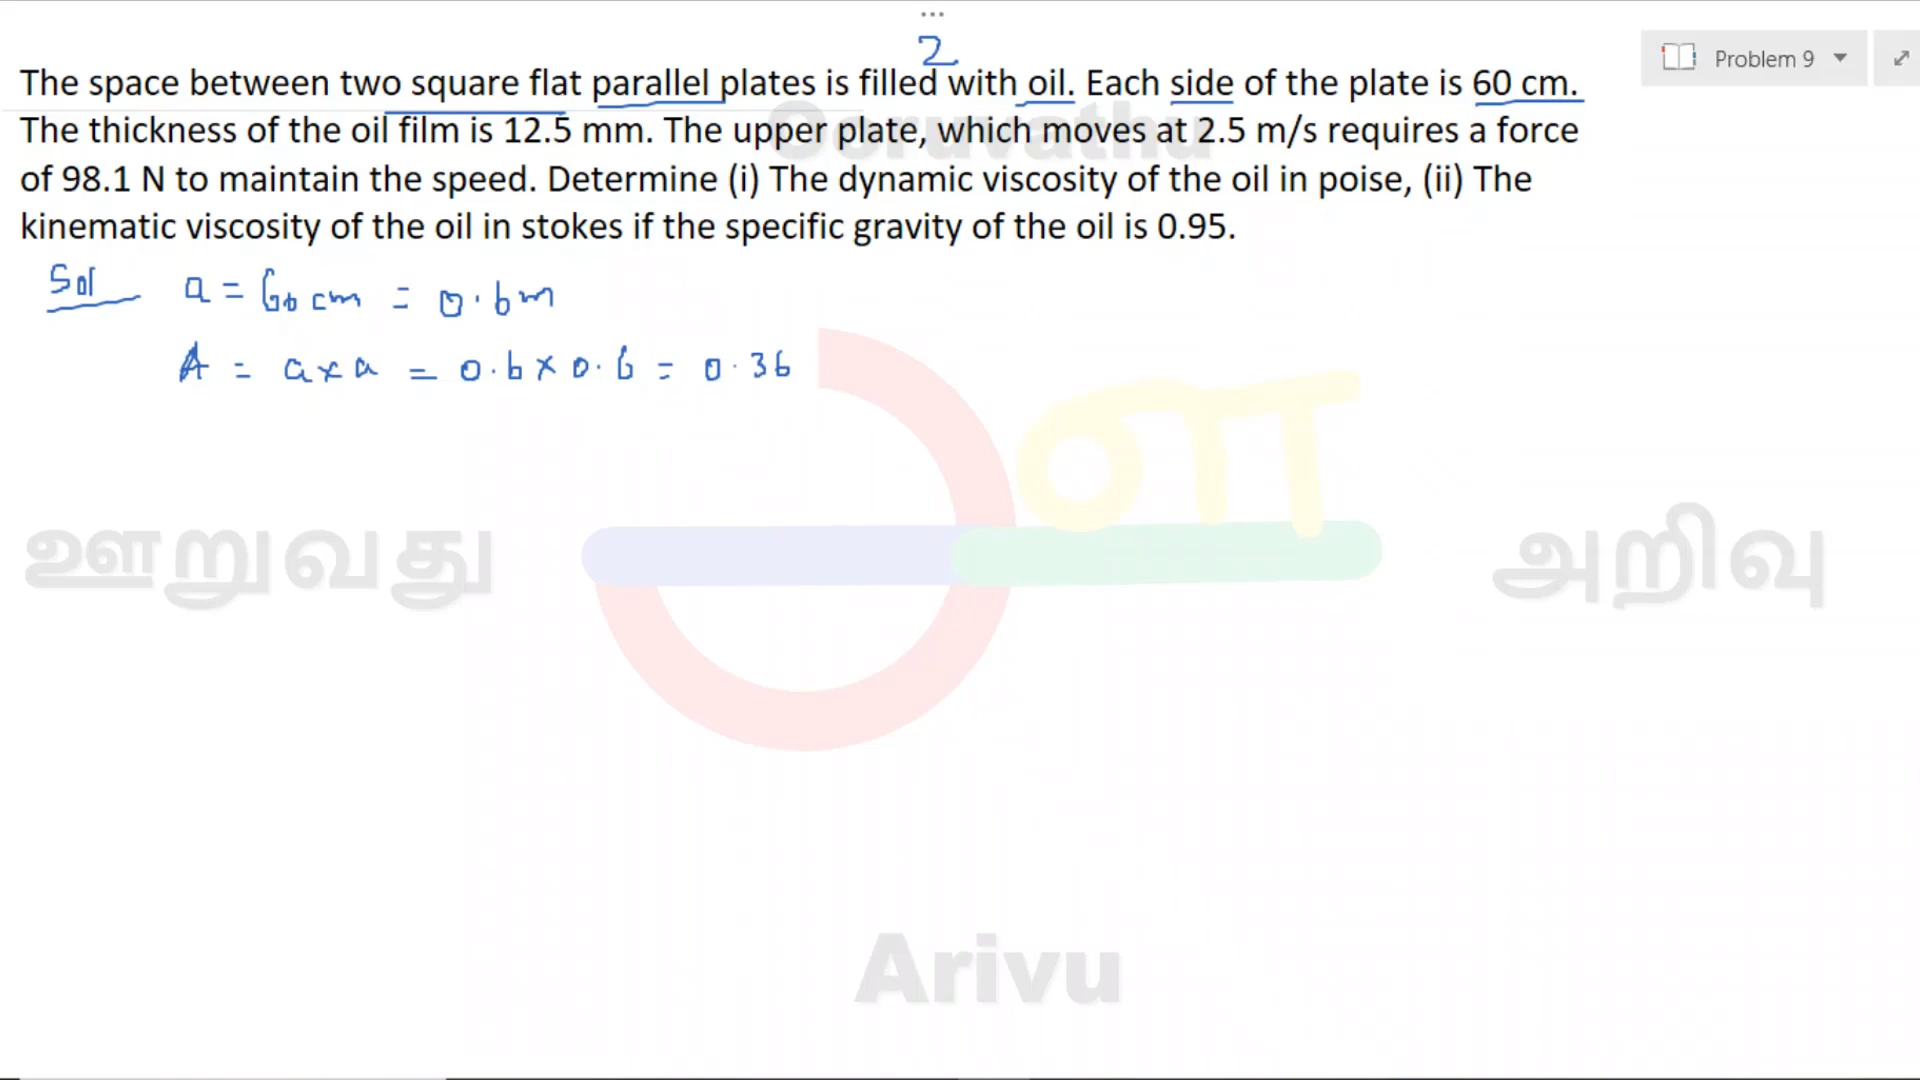 ...
2
Problem 9
The space between two square flat parallel plates is filled with oil. Each side of the plate is 60 cm.
The thickness of the oil film is 12.5 mm. The upper plate, which moves at 2.5 m/s requires a force
of 98.1 N to maintain the speed. Determine (i) The dynamic viscosity of the oil in poise, (ii) The
kinematic viscosity of the oil in stokes if the specific gravity of the oil is 0.95.
Ooruvathu
Sol a = 60 cm = 0.6m
A = a × a = 0.6 × 0.6 = 0.36
ஊறுவது அறிவு
Arivu